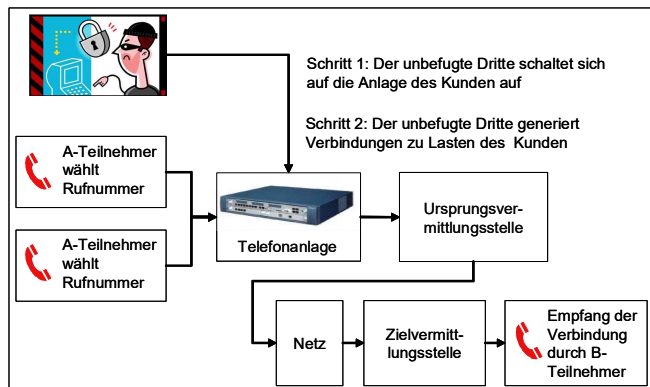 Schritt 1: Der unbefugte Dritte schaltet sich
auf die Anlage des Kunden auf
Schritt 2: Der unbefugte Dritte generiert
Verbindungen zu Lasten des Kunden
A-Teilnehmer
wählt
Rufnummer
A-Teilnehmer
wählt
Rufnummer
Telefonanlage
Ursprungsver-
mittlungsstelle
Netz
Zielvermitt-
lungsstelle
Empfang der
Verbindung
durch B-
Teilnehmer